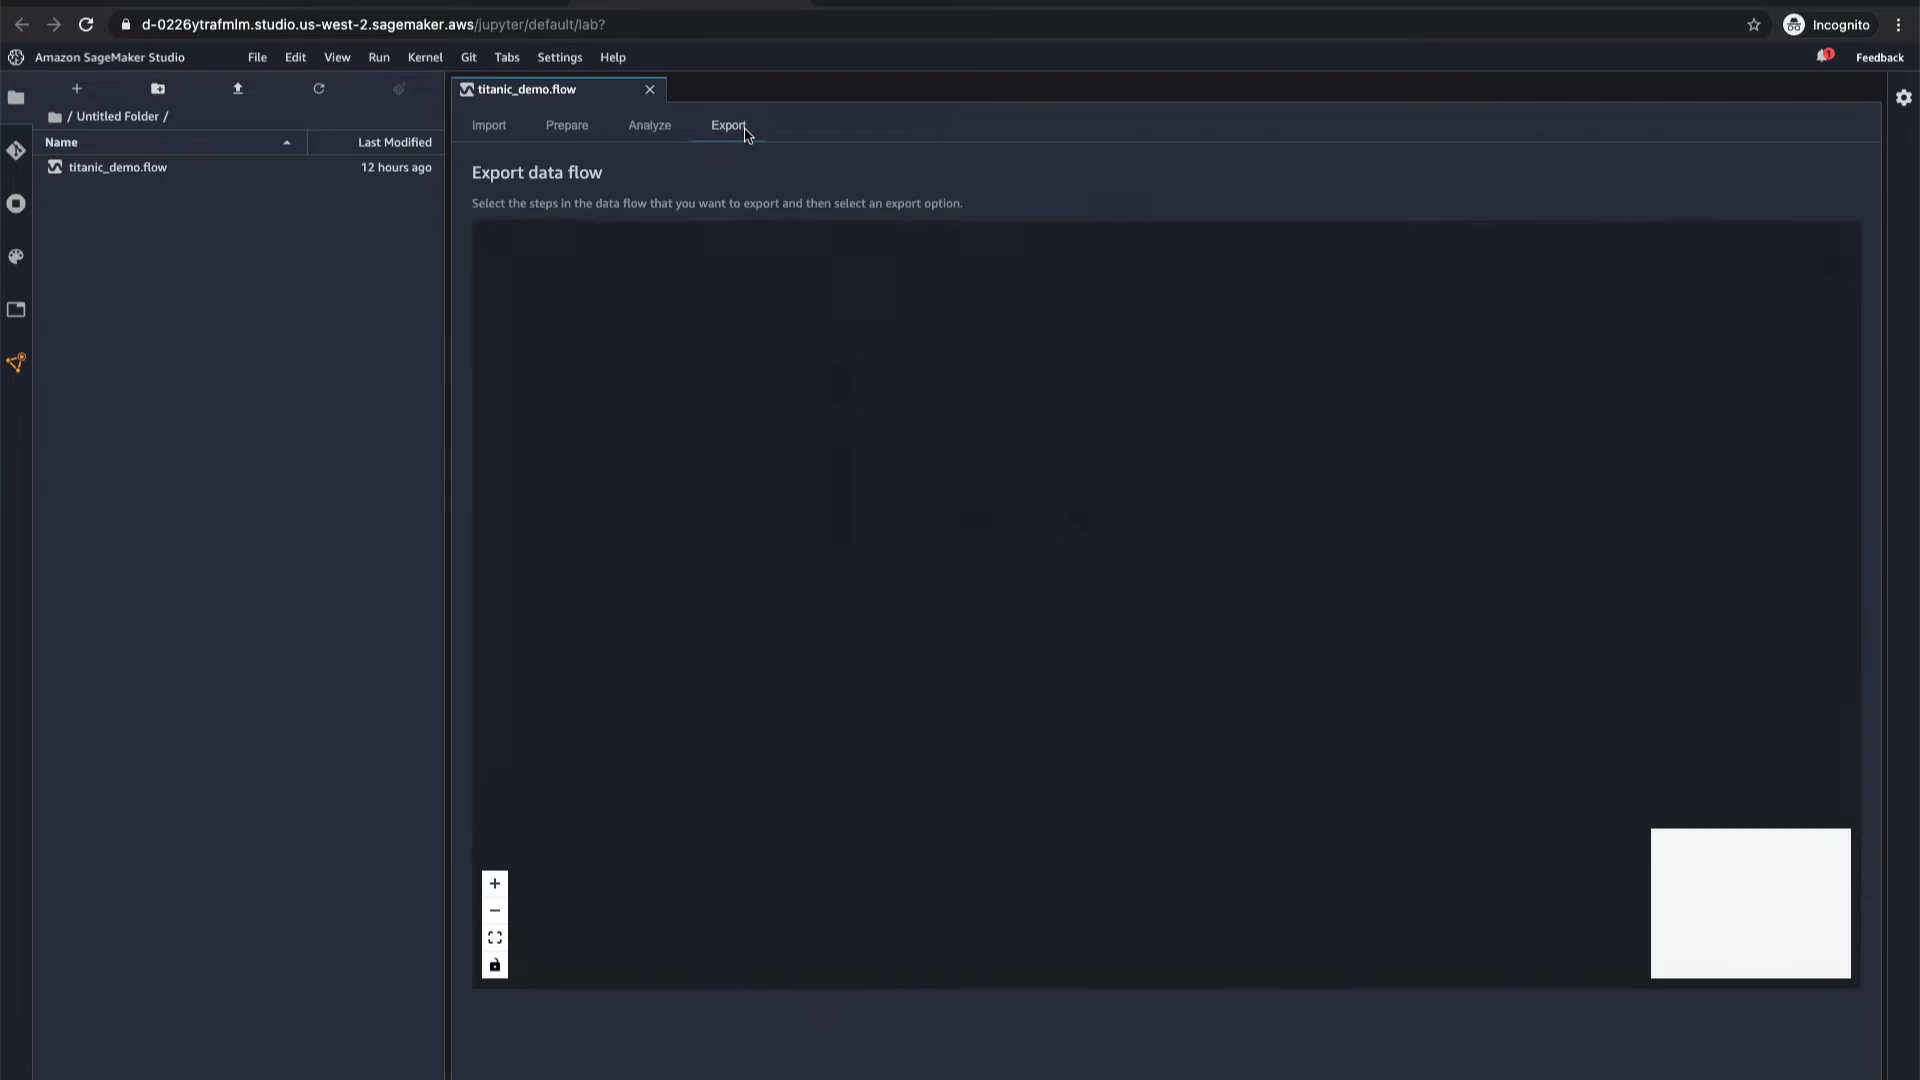 d-0226ytrafmlm.studio.us-west-2.sagemaker.aws/jupyter/default/lab?
Incognito
Amazon SageMaker Studio
File Edit View Run Kernel Git Tabs Settings Help
1
Feedback
/ Untitled Folder /
Name
Last Modified
titanic_demo.flow
12 hours ago
titanic_demo.flow
Import Prepare Analyze Export
Export data flow
Select the steps in the data flow that you want to export and then select an export option.